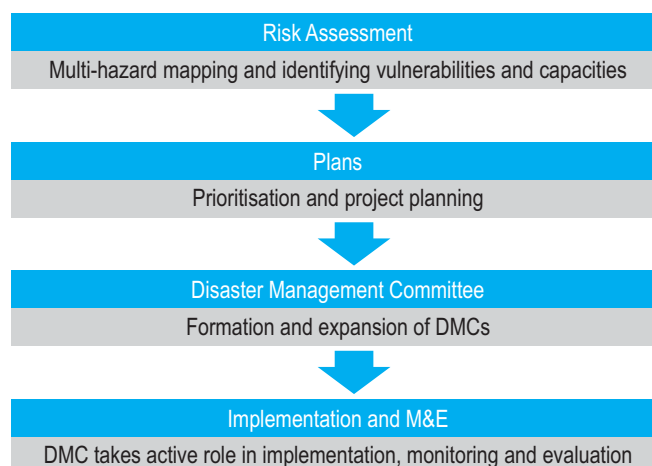 Risk Assessment
Multi-hazard mapping and identifying vulnerabilities and capacities
Plans
Prioritisation and project planning
Disaster Management Committee
Formation and expansion of DMCs
Implementation and M&E
DMC takes active role in implementation, monitoring and evaluation